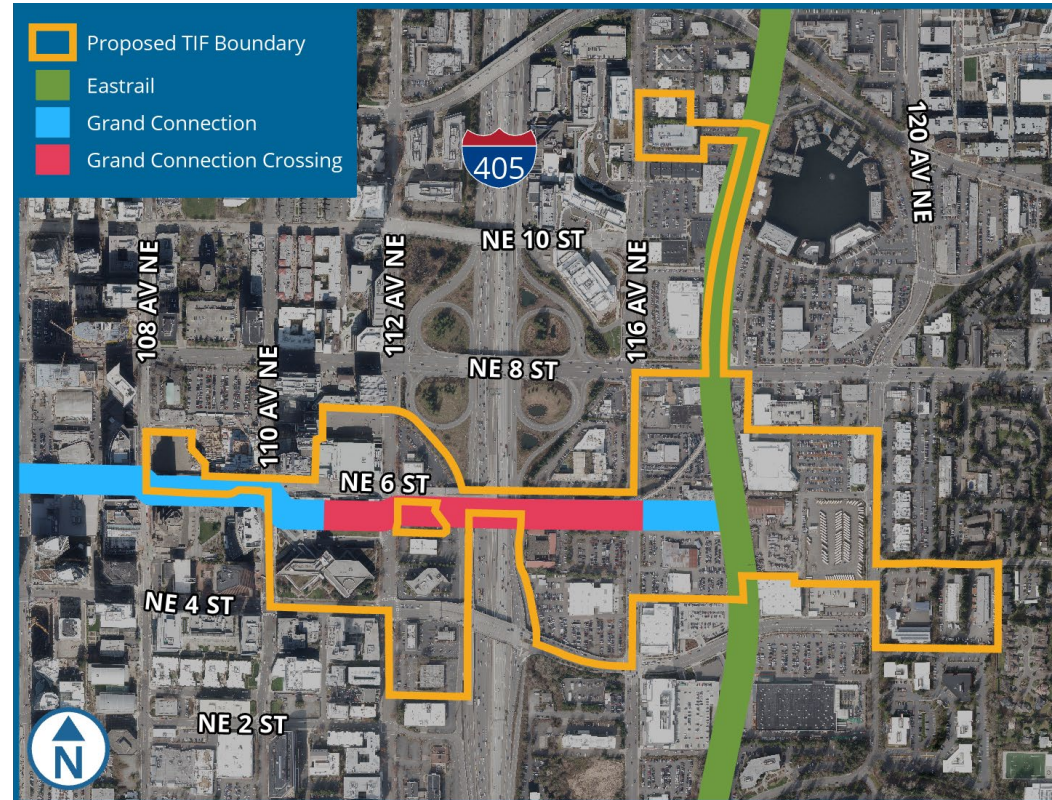 Proposed TIF Boundary
Eastrail
Grand Connection
Grand Connection Crossing
405
120 AV NE
NE 10 ST
108 AV NE
112 AV NE
116 AV NE
NE 8 ST
110 AV NE
NE 6 ST
NE 4 ST
NE 2 ST
N